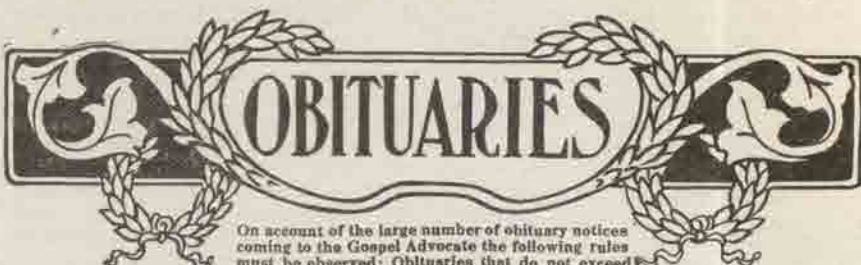 OBITUARIES
On account of the large number of obituary notices
coming to the Gospel Advocate the following rules
must be observed: Obituaries that do not exceed